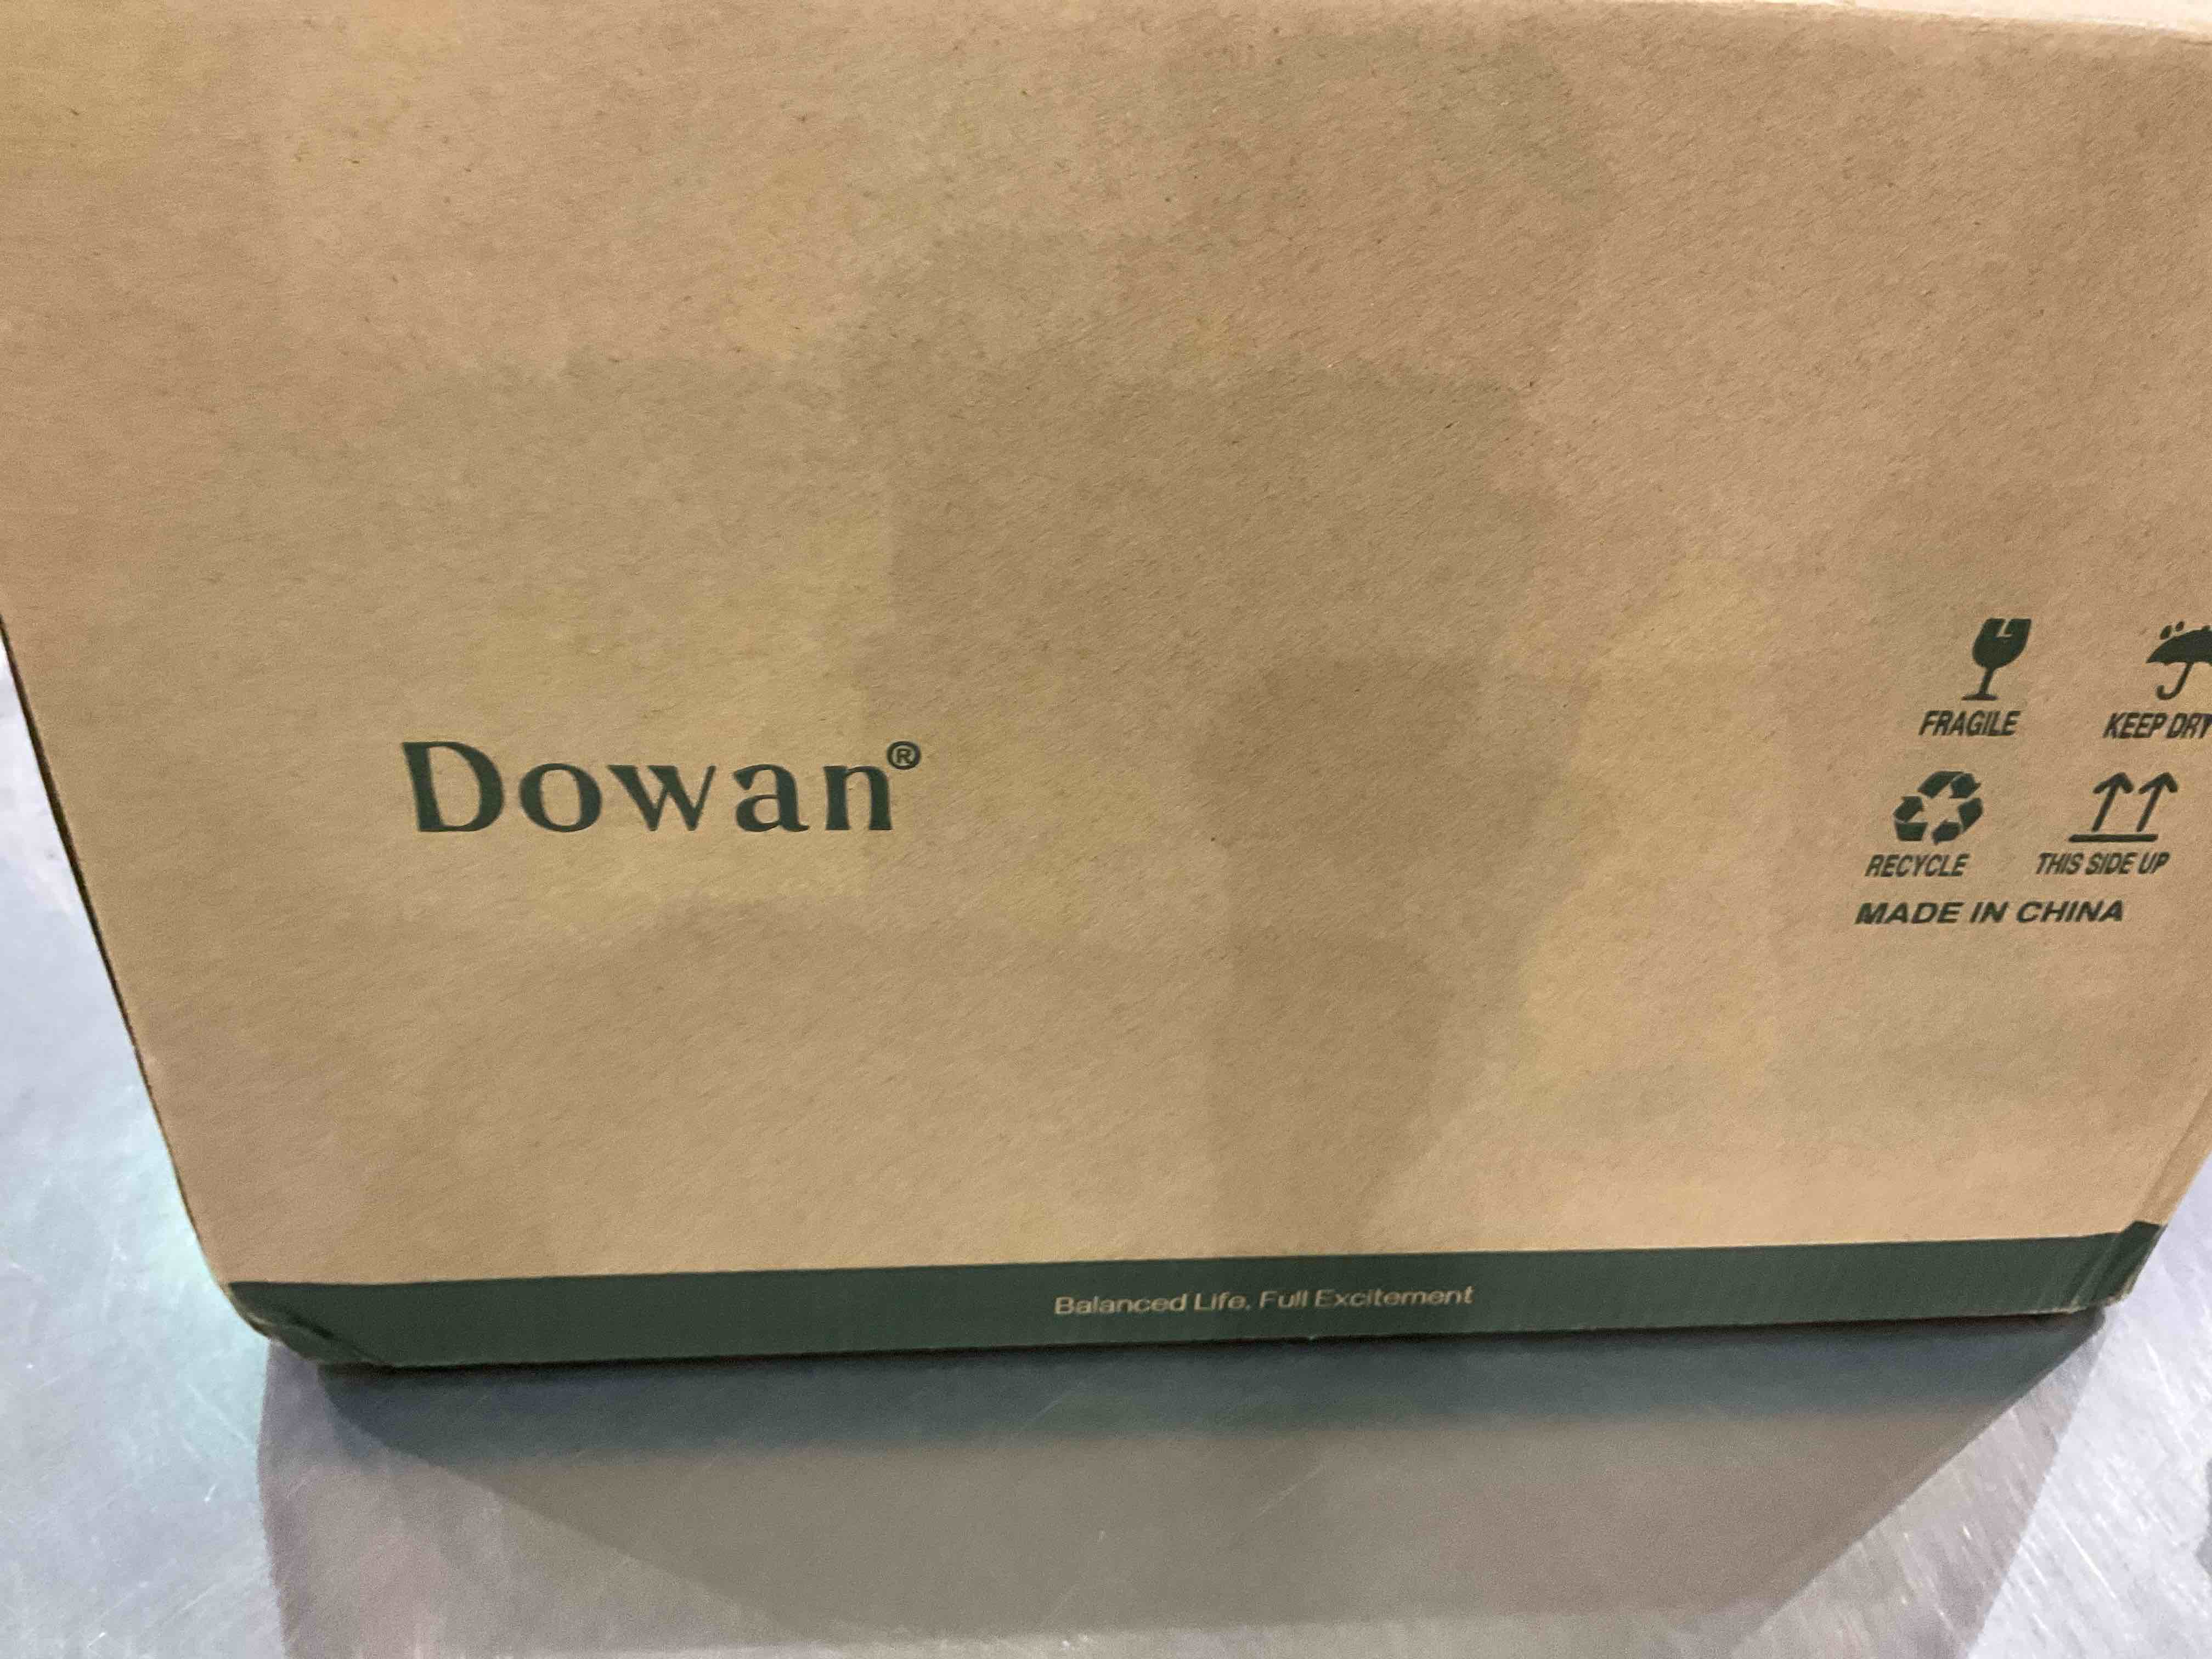 Dowan®
FRAGILE KEEP DRY
RECYCLE THIS SIDE UP
MADE IN CHINA
Balanced Life, Full Excitement